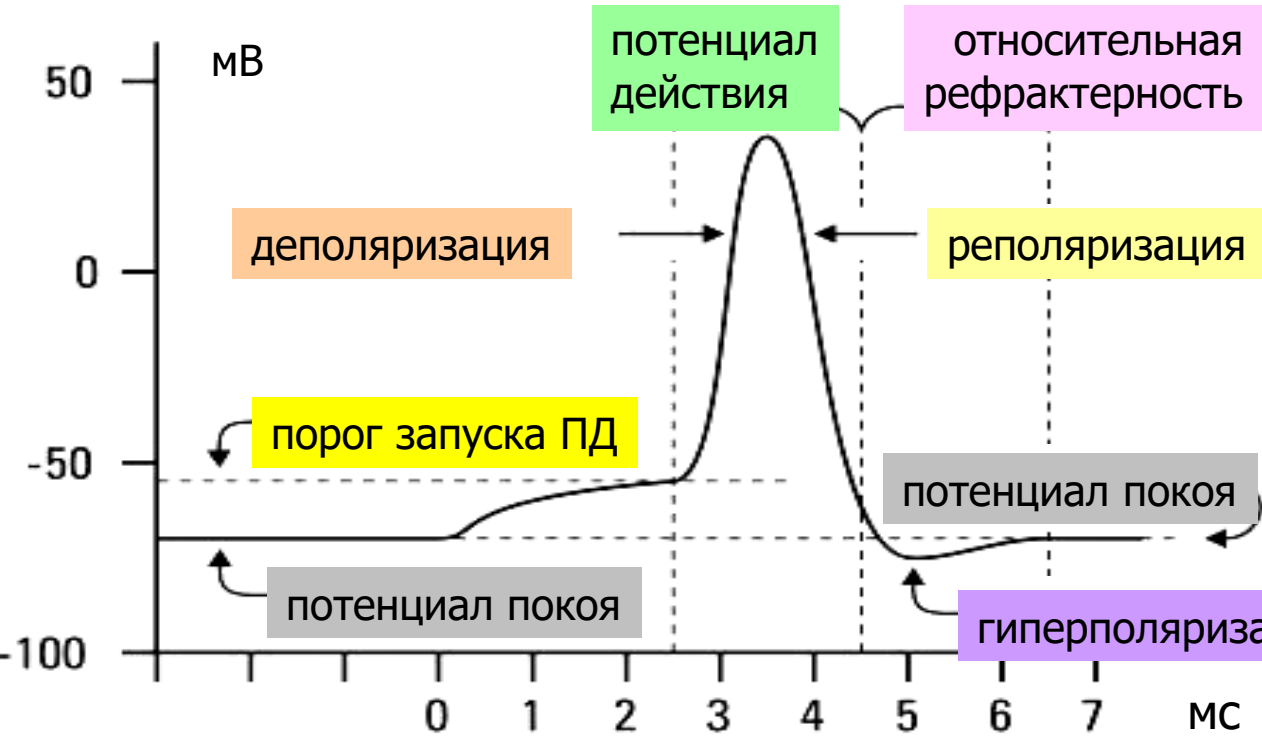 мВ
потенциал
действия
относительная
рефрактерность
50
деполяризация
реполяризация
0
порог запуска ПД
-50
потенциал покоя
потенциал покоя
гиперполяриза
-100
0 1 2 3 4 5 6 7 мс